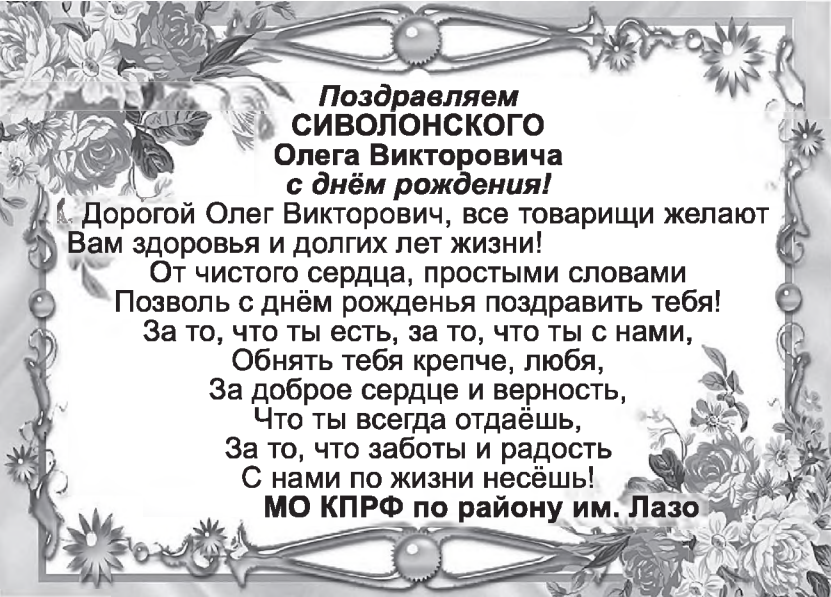 Поздравляем
СИВОЛОНСКОГО
Олега Викторовича
с днём рождения!
Дорогой Олег Викторович, все товарищи желают
Вам здоровья и долгих лет жизни!
От чистого сердца, простыми словами
Позволь с днём рожденья поздравить тебя!
За то, что ты есть, за то, что ты с нами,
Обнять тебя крепче, любя,
За доброе сердце и верность,
Что ты всегда отдаёшь,
За то, что заботы и радость
С нами по жизни несёшь!
МО КПРФ по району им. Лазо